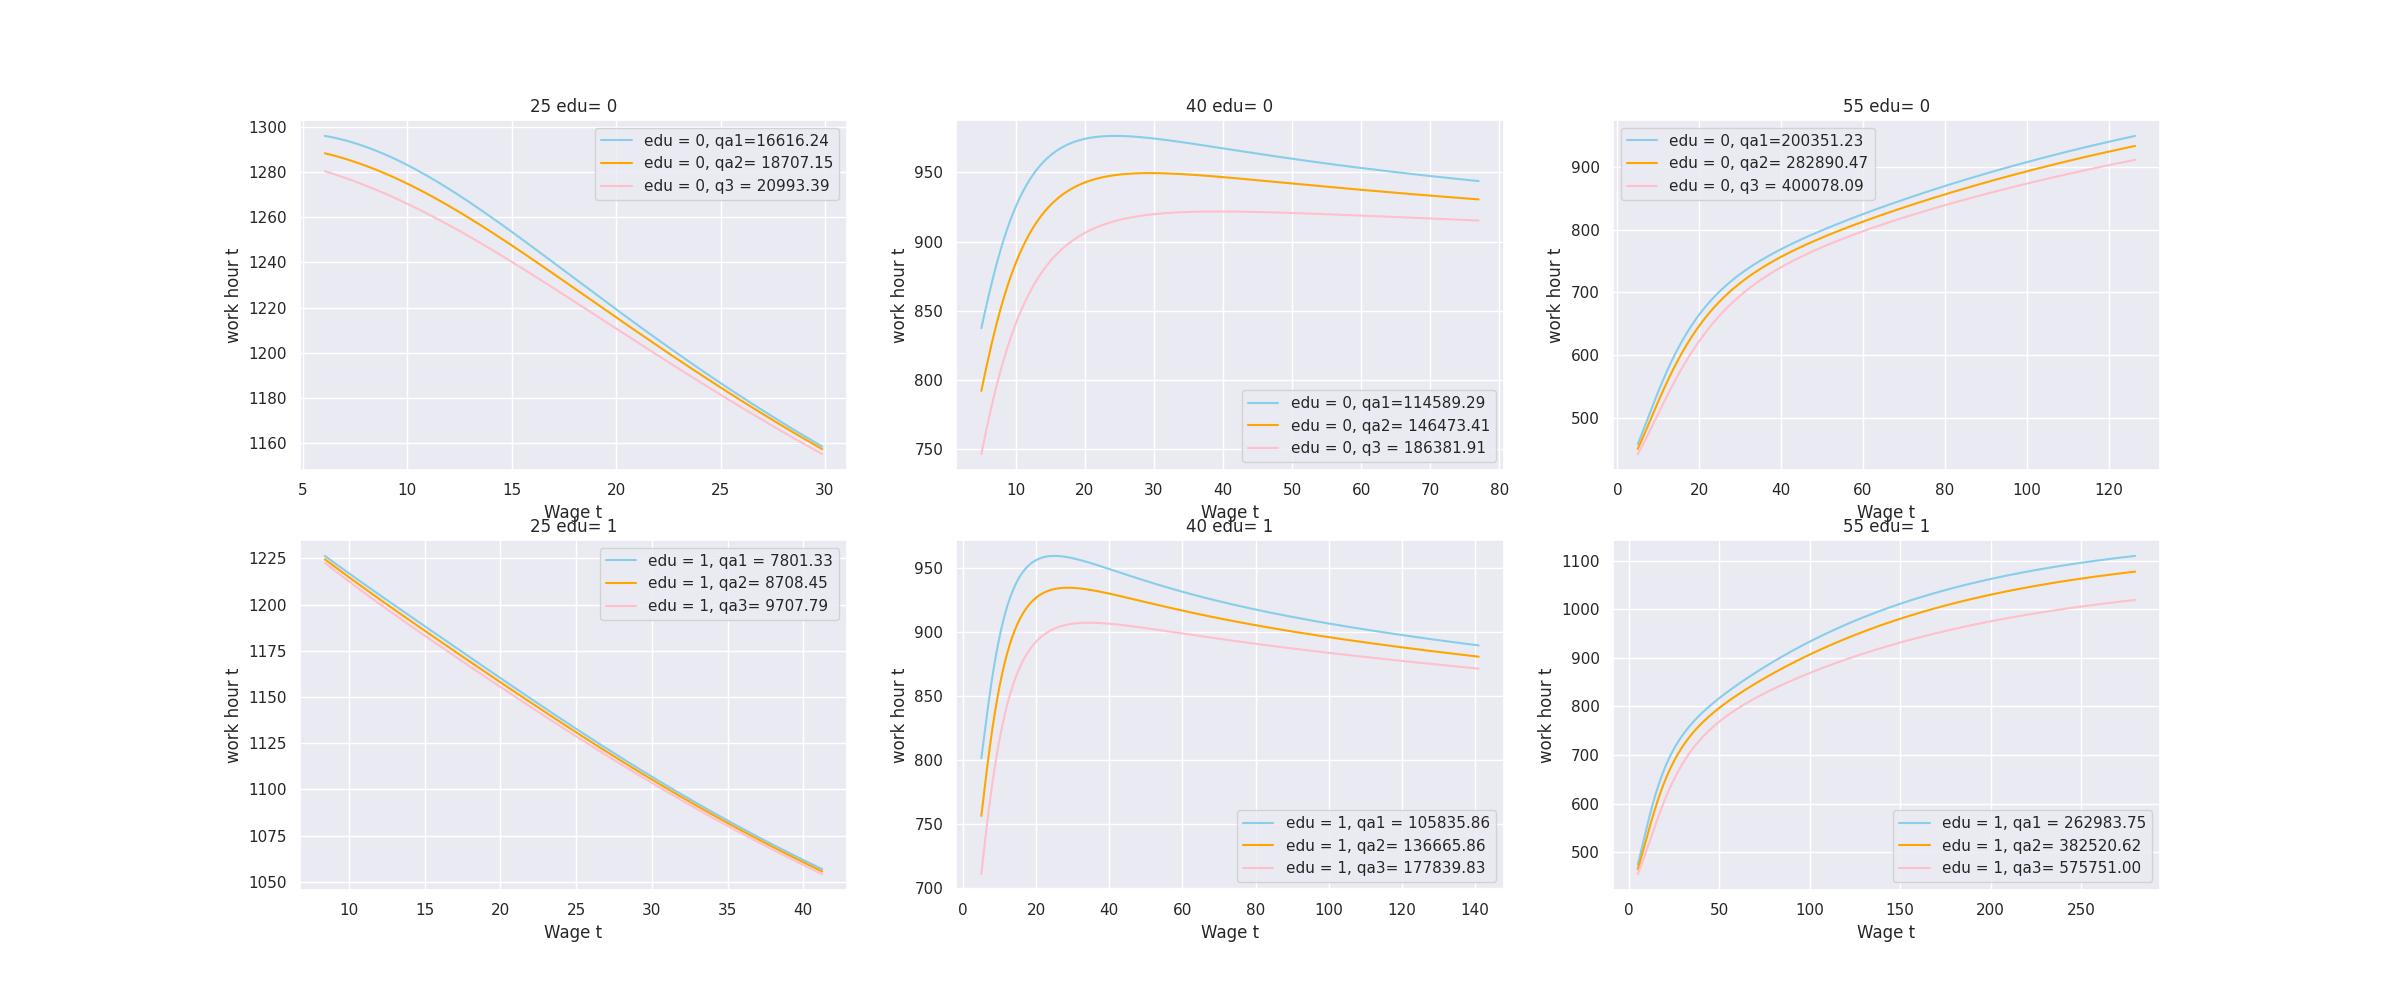 25 edu= 0
1300
1280
1260
1240
1220
1200
1180
1160
work hour t
edu = 0, qa1=16616.24
edu = 0, qa2= 18707.15
edu = 0, q3 = 20993.39
5 10 15 20 25 30
Wage t
40 edu= 0
950
900
850
800
750
work hour t
edu = 0, qa1=114589.29
edu = 0, qa2= 146473.41
edu = 0, q3 = 186381.91
10 20 30 40 50 60 70 80
Wage t
55 edu= 0
900
800
700
600
500
work hour t
edu = 0, qa1=200351.23
edu = 0, qa2= 282890.47
edu = 0, q3 = 400078.09
0 20 40 60 80 100 120
Wage t
25 edu= 1
1225
1200
1175
1150
1125
1100
1075
1050
work hour t
edu = 1, qa1 = 7801.33
edu = 1, qa2= 8708.45
edu = 1, qa3= 9707.79
10 15 20 25 30 35 40
Wage t
40 edu= 1
950
900
850
800
750
700
work hour t
edu = 1, qa1 = 105835.86
edu = 1, qa2= 136665.86
edu = 1, qa3= 177839.83
0 20 40 60 80 100 120 140
Wage t
55 edu= 1
1100
1000
900
800
700
600
500
work hour t
edu = 1, qa1 = 262983.75
edu = 1, qa2= 382520.62
edu = 1, qa3= 575751.00
0 50 100 150 200 250
Wage t